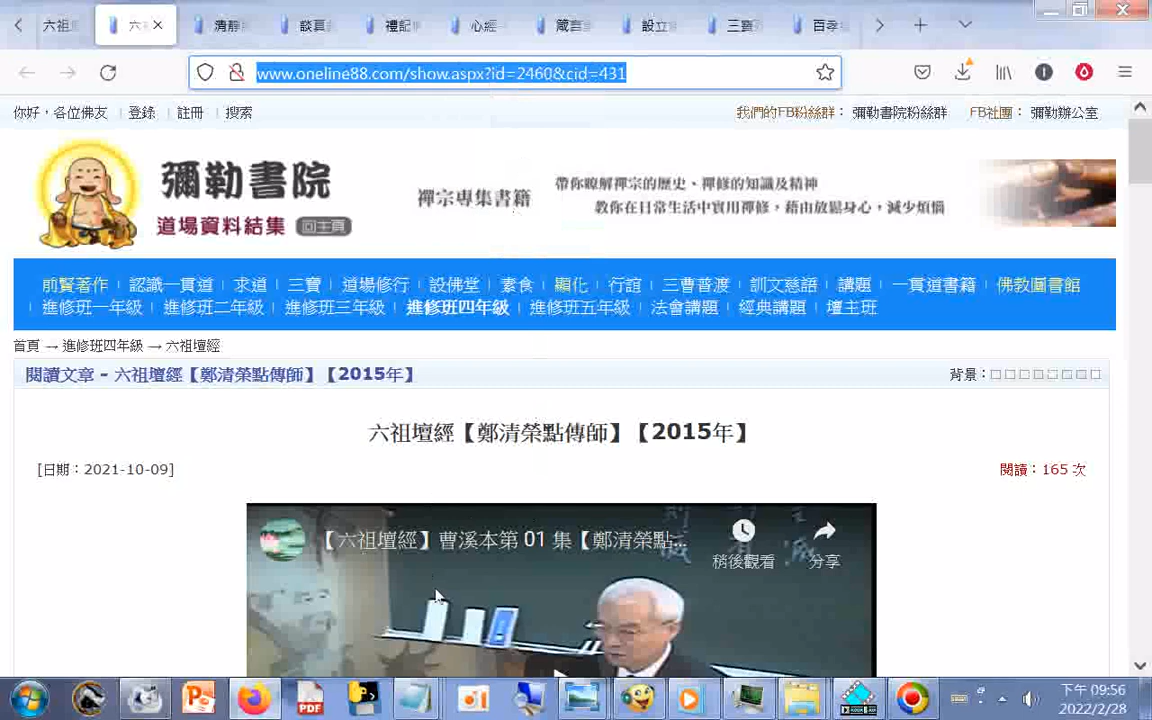 六祖
六
清靜
談真
禮記
心經
設立
三寶
百孝
www.oneline88.com/show.aspx?id=2460&cid=431
你好，各位佛友 登錄 註冊 搜索
我們的FB粉絲群： 彌勒書院粉絲群 FB社團： 彌勒辦公室
彌勒書院
道場資料結集 回主頁
禪宗專集書籍
帶你瞭解禪宗的歷史、禪修的知識及精神
教你在日常生活中實用禪修，藉由放鬆身心，減少煩惱
前賢著作 認識一貫道 求道 三寶 道場修行 設佛堂 素食 顯化 行誼 三曹普渡 訓文慈語 講題 一貫道書籍 佛教圖書館
進修班一年級 進修班二年級 進修班三年級 進修班四年級 進修班五年級 法會講題 經典講題 壇主班
首頁 → 進修班四年級 → 六祖壇經
閱讀文章 - 六祖壇經【鄭清榮點傳師】【2015年】
背景：
六祖壇經【鄭清榮點傳師】【2015年】
[日期：2021-10-09]
閱讀：165 次
【六祖壇經】曹溪本第 01 集【鄭清榮點...
稍後觀看
分享
PDF
下午 09:56
2022/2/28